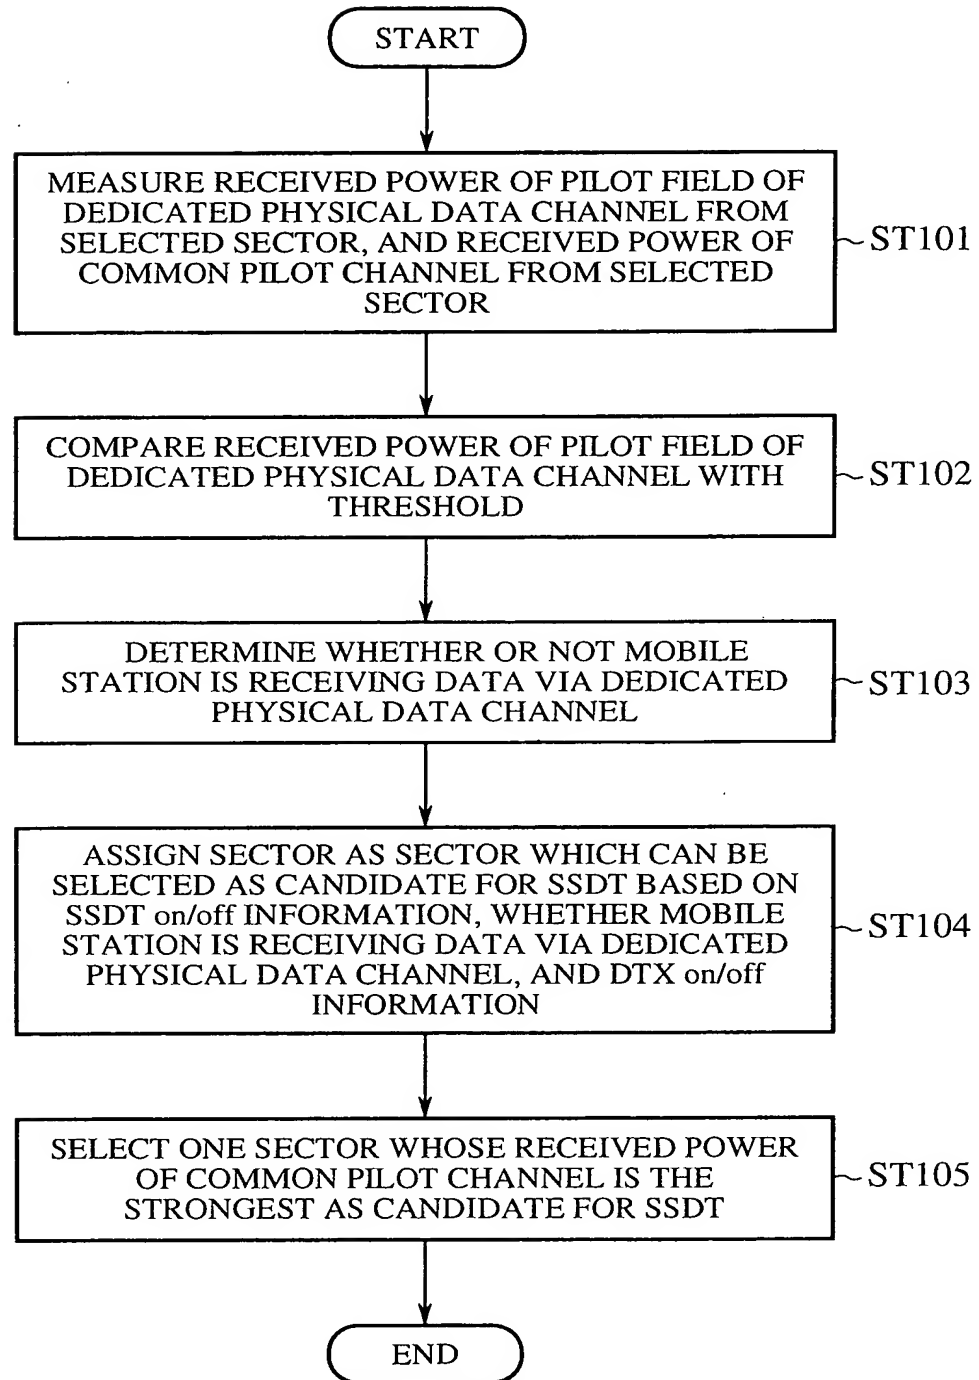 START
MEASURE RECEIVED POWER OF PILOT FIELD OF
DEDICATED PHYSICAL DATA CHANNEL FROM
SELECTED SECTOR, AND RECEIVED POWER OF
COMMON PILOT CHANNEL FROM SELECTED
SECTOR
ST101
COMPARE RECEIVED POWER OF PILOT FIELD OF
DEDICATED PHYSICAL DATA CHANNEL WITH
THRESHOLD
ST102
DETERMINE WHETHER OR NOT MOBILE
STATION IS RECEIVING DATA VIA DEDICATED
PHYSICAL DATA CHANNEL
ST103
ASSIGN SECTOR AS SECTOR WHICH CAN BE
SELECTED AS CANDIDATE FOR SSDT BASED ON
SSDT on/off INFORMATION, WHETHER MOBILE
STATION IS RECEIVING DATA VIA DEDICATED
PHYSICAL DATA CHANNEL, AND DTX on/off
INFORMATION
ST104
SELECT ONE SECTOR WHOSE RECEIVED POWER
OF COMMON PILOT CHANNEL IS THE
STRONGEST AS CANDIDATE FOR SSDT
ST105
END